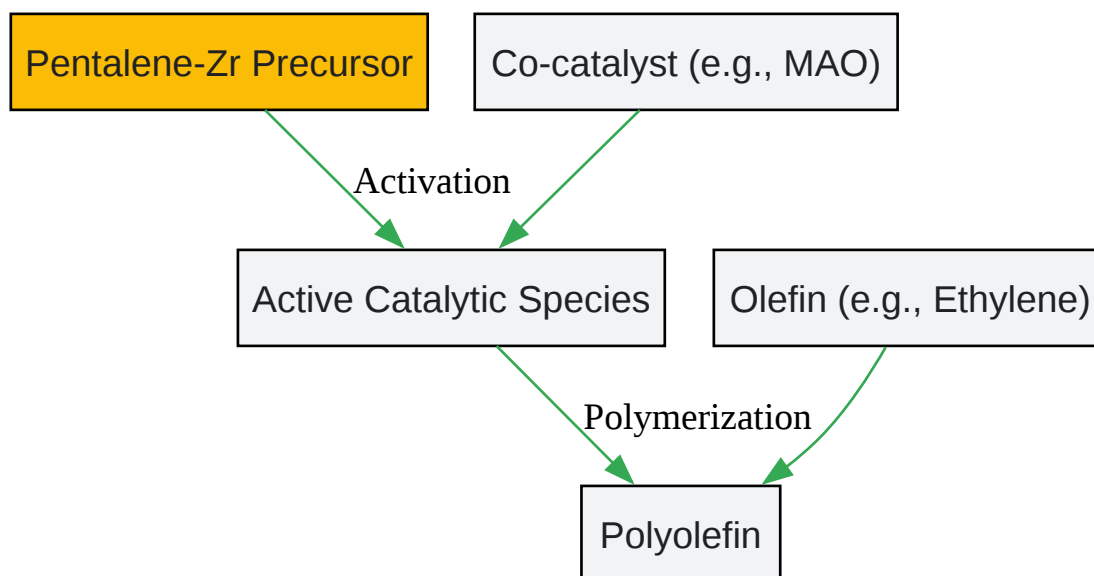 Pentalene-Zr Precursor
Co-catalyst (e.g., MAO)
Activation
Active Catalytic Species
Olefin (e.g., Ethylene)
Polymerization
Polyolefin